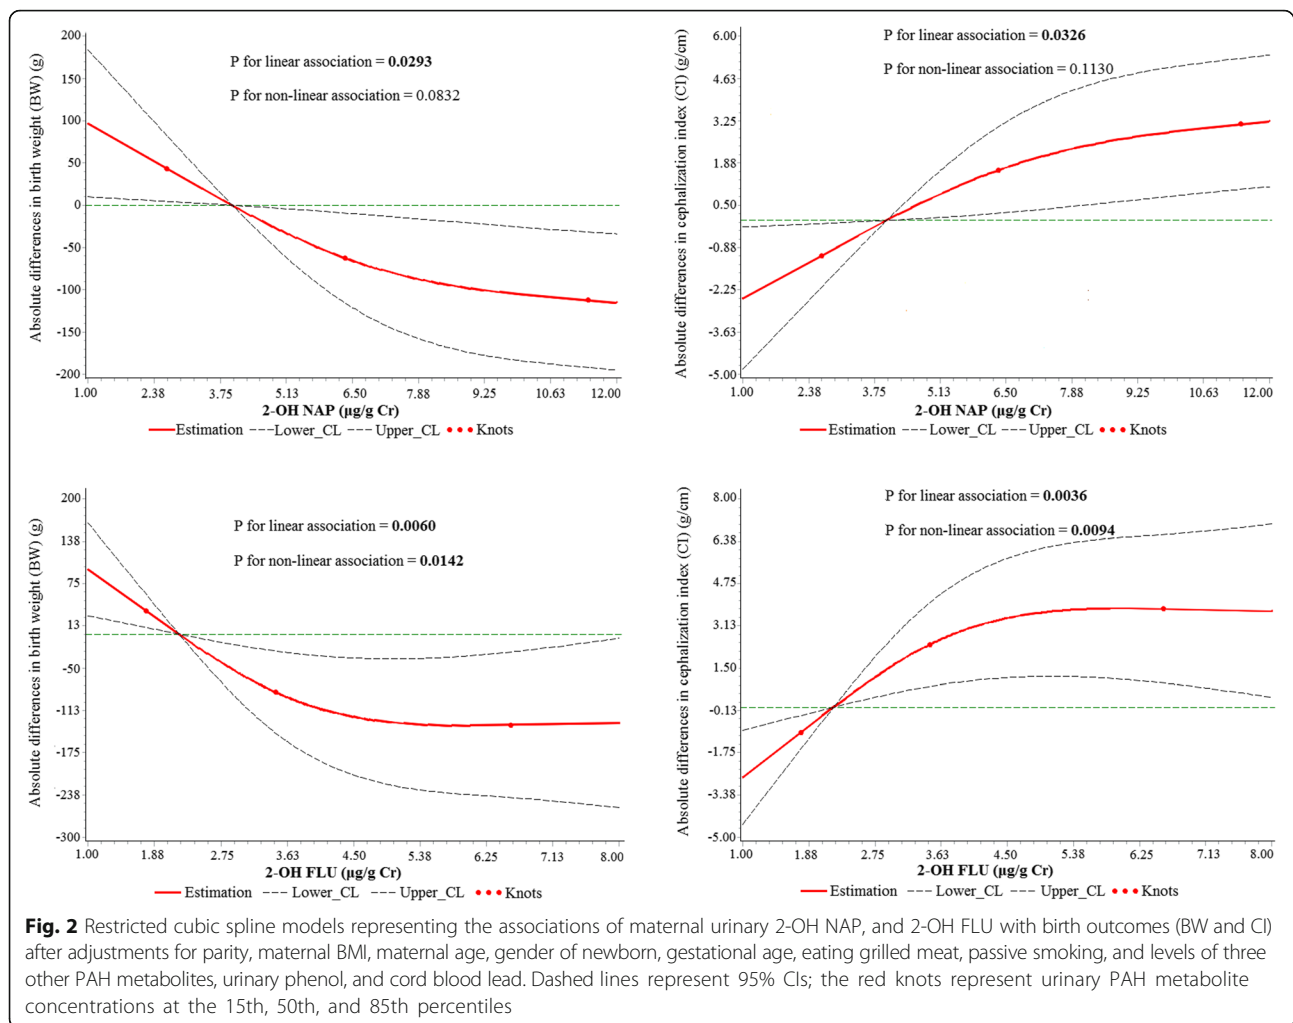 Absolute differences in birth weight (BW) (g)
200
150
100
50
0
-50
-100
-150
-200
P for linear association = 0.0293
P for non-linear association = 0.0832
1.00 2.38 3.75 5.13 6.50 7.88 9.25 10.63 12.00
2-OH NAP (µg/g Cr)
Estimation Lower_CL Upper_CL Knots
Absolute differences in cephalization index (CI) (g/cm)
6.00
4.63
3.25
1.88
0.50
-0.88
-2.25
-3.63
-5.00
P for linear association = 0.0326
P for non-linear association = 0.1130
1.00 2.38 3.75 5.13 6.50 7.88 9.25 10.63 12.00
2-OH NAP (µg/g Cr)
Estimation Lower_CL Upper_CL Knots
Absolute differences in birth weight (BW) (g)
200
138
75
13
-50
-113
-175
-238
-300
P for linear association = 0.0060
P for non-linear association = 0.0142
1.00 1.88 2.75 3.63 4.50 5.38 6.25 7.13 8.00
2-OH FLU (µg/g Cr)
Estimation Lower_CL Upper_CL Knots
Absolute differences in cephalization index (CI) (g/cm)
8.00
6.38
4.75
3.13
1.50
-0.13
-1.75
-3.38
-5.00
P for linear association = 0.0036
P for non-linear association = 0.0094
1.00 1.88 2.75 3.63 4.50 5.38 6.25 7.13 8.00
2-OH FLU (µg/g Cr)
Estimation Lower_CL Upper_CL Knots
Fig. 2 Restricted cubic spline models representing the associations of maternal urinary 2-OH NAP, and 2-OH FLU with birth outcomes (BW and CI)
after adjustments for parity, maternal BMI, maternal age, gender of newborn, gestational age, eating grilled meat, passive smoking, and levels of three
other PAH metabolites, urinary phenol, and cord blood lead. Dashed lines represent 95% CIs; the red knots represent urinary PAH metabolite
concentrations at the 15th, 50th, and 85th percentiles